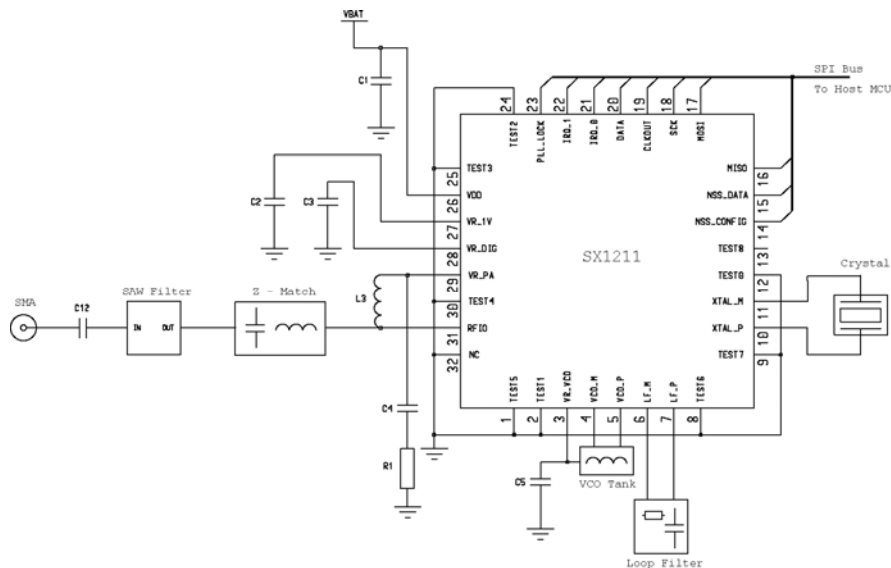 VBAT
C1
SPI Bus
To Host MCU
24
23
22
21
20
19
18
17
TEST2
PLL_LOCK
IRQ_1
IRQ_0
DATA
CLKOUT
SCK
MOSI
TEST3
25
VDD
26
VR_1V
27
VR_DIG
28
VR_PA
29
TEST4
30
RFIO
31
NC
32
MISO
16
NSS_DATA
15
NSS_CONFIG
14
TEST8
13
TEST0
12
XTAL_M
11
XTAL_P
10
TEST7
9
SX1211
C2
C3
Crystal
SMA
C12
SAW Filter
IN
OUT
Z - Match
L3
TEST5
TEST1
VR_VCO
VCO_M
VCO_P
LF_M
LF_P
TEST6
1
2
3
4
5
6
7
8
C4
R1
C5
VCO Tank
Loop Filter